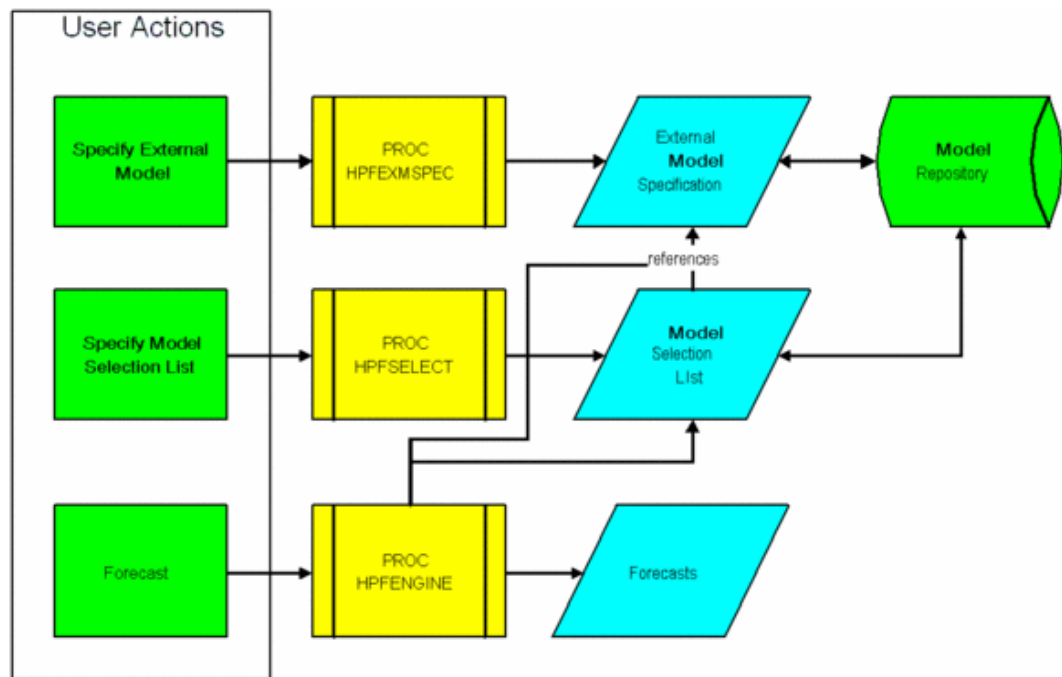 User Actions
Specify External
Model
PROC
HPFEXMSPEC
External
Model
Specification
Model
Repository
references
Specify Model
Selection List
PROC
HPFSELECT
Model
Selection
LIst
Forecast
PROC
HPFENGINE
Forecasts